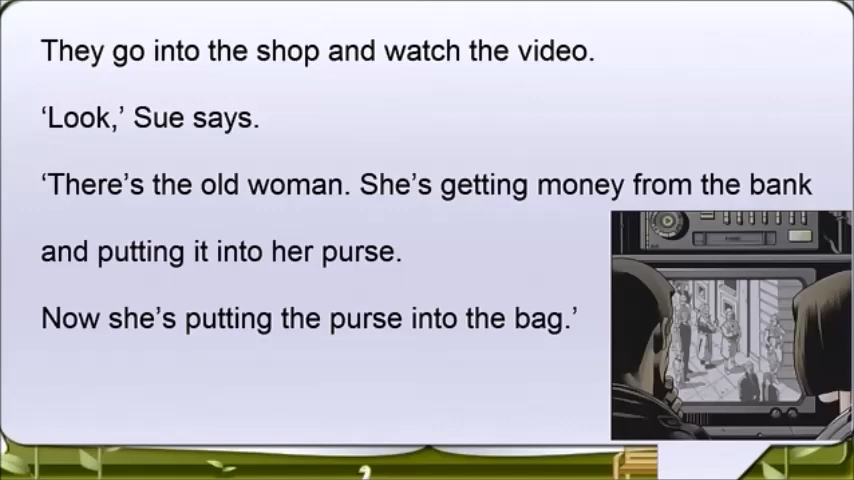 They go into the shop and watch the video.
‘Look,’ Sue says.
‘There’s the old woman. She’s getting money from the bank
and putting it into her purse.
Now she’s putting the purse into the bag.’